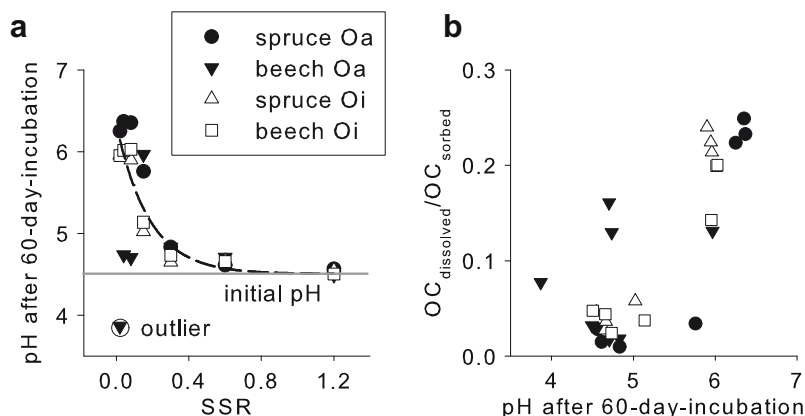 a
spruce Oa
beech Oa
spruce Oi
beech Oi
7
6
5
4
pH after 60-day-incubation
initial pH
outlier
0.0 0.4 0.8 1.2
SSR
b
0.3
0.2
0.1
0.0
OCdissolved/OCsorbed
4 5 6 7
pH after 60-day-incubation